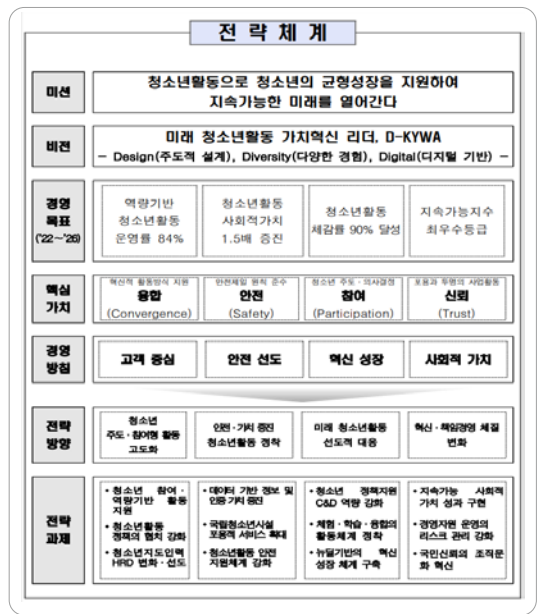 전 략 체 계
미션
청소년활동으로 청소년의 균형성장을 지원하여
지속가능한 미래를 열어간다
비전
미래 청소년활동 가치혁신 리더, D-KYWA
- Design(주도적 설계), Diversity(다양한 경험), Digital(디지털 기반) -
경영
목표
('22~'26)
역량기반
청소년활동
운영률 84%
청소년활동
사회적가치
1.5배 증진
청소년활동
체감률 90% 달성
지속가능지수
최우수등급
핵심
가치
혁신적 활동방식 지원
융합
(Convergence)
안전제일 원칙 준수
안전
(Safety)
청소년 주도·의사결정
참여
(Participation)
포용과 투명의 사업활동
신뢰
(Trust)
경영
방침
고객 중심
안전 선도
혁신 성장
사회적 가치
전략
방향
청소년
주도·참여형 활동
고도화
안전·가치 증진
청소년활동 정착
미래 청소년활동
선도적 대응
혁신·책임경영 체질
변화
전략
과제
• 청소년 참여·
역량기반 활동
지원
• 청소년활동
정책의 협치 강화
• 청소년지도인력
HRD 변화·선도
• 데이터 기반 정보 및
인증 가치 증진
• 국립청소년시설
포용적 서비스 확대
• 청소년활동 안전
지원체계 강화
• 청소년 정책지원
C&D 역량 강화
• 체험·학습·융합의
활동체계 정착
• 뉴딜기반의 혁신
성장 체계 구축
• 지속가능 사회적
가치 성과 구현
• 경영자원 운영의
리스크 관리 강화
• 국민신뢰의 조직문
화 혁신